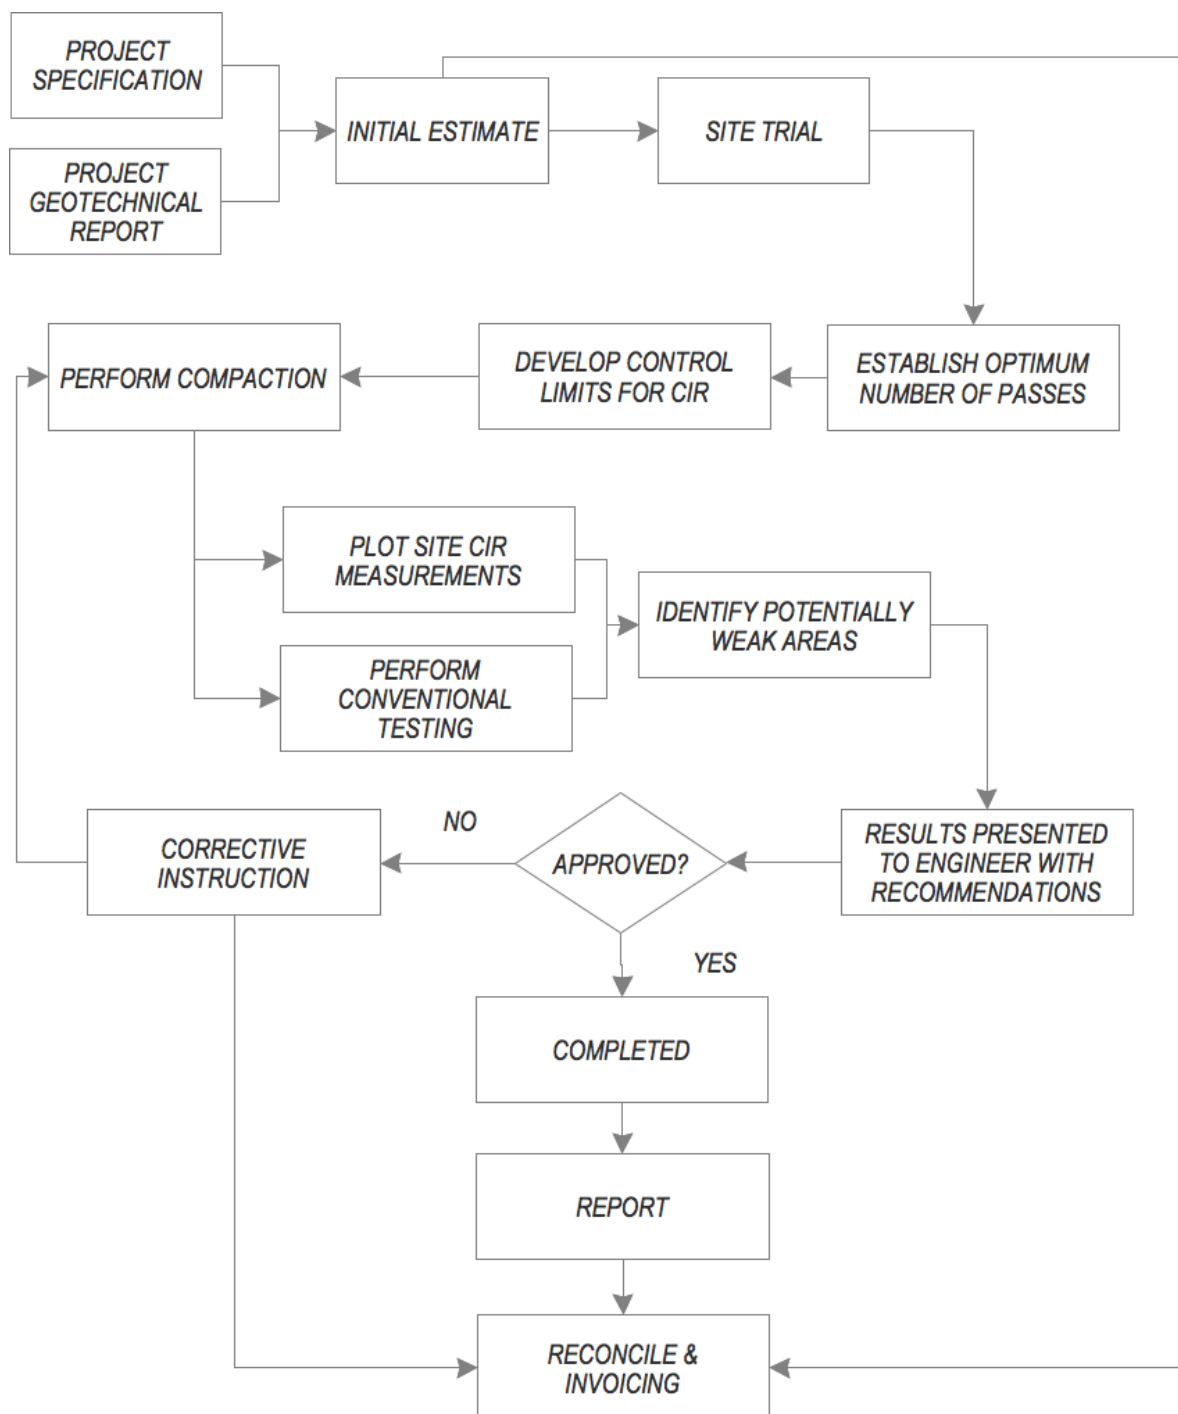 PROJECT
SPECIFICATION
INITIAL ESTIMATE
SITE TRIAL
PROJECT
GEOTECHNICAL
REPORT
PERFORM COMPACTION
DEVELOP CONTROL
LIMITS FOR CIR
ESTABLISH OPTIMUM
NUMBER OF PASSES
PLOT SITE CIR
MEASUREMENTS
IDENTIFY POTENTIALLY
WEAK AREAS
PERFORM
CONVENTIONAL
TESTING
CORRECTIVE
INSTRUCTION
NO
APPROVED?
RESULTS PRESENTED
TO ENGINEER WITH
RECOMMENDATIONS
YES
COMPLETED
REPORT
RECONCILE &
INVOICING